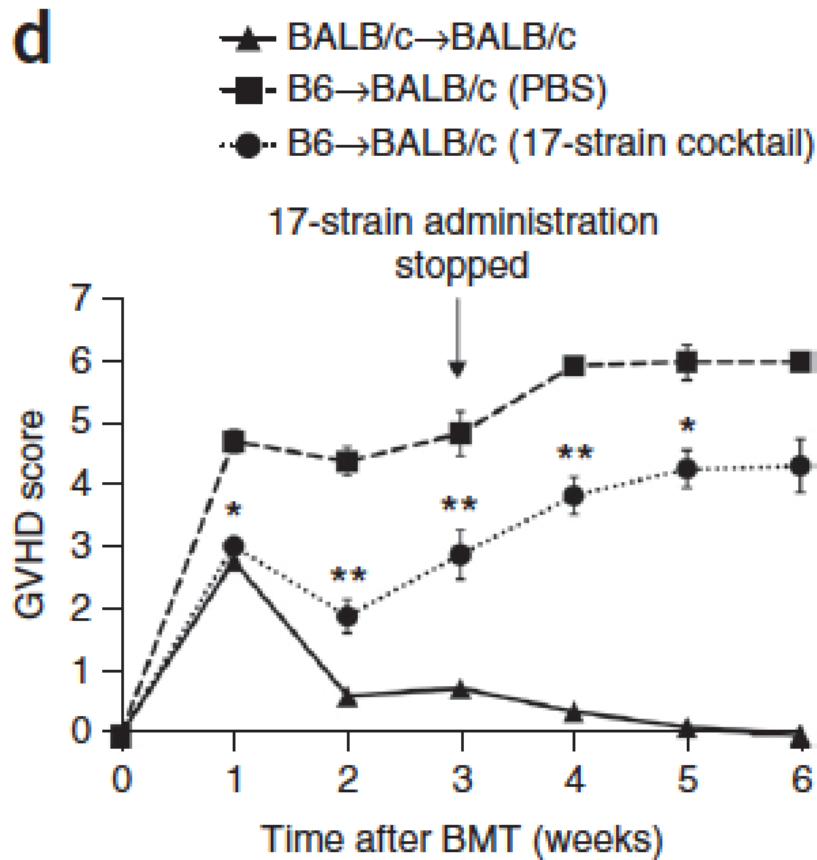 d
BALB/c→BALB/c
B6→BALB/c (PBS)
B6→BALB/c (17-strain cocktail)
17-strain administration
stopped
7
6
5
4
3
2
1
0
GVHD score
*
**
**
**
*
0 1 2 3 4 5 6
Time after BMT (weeks)